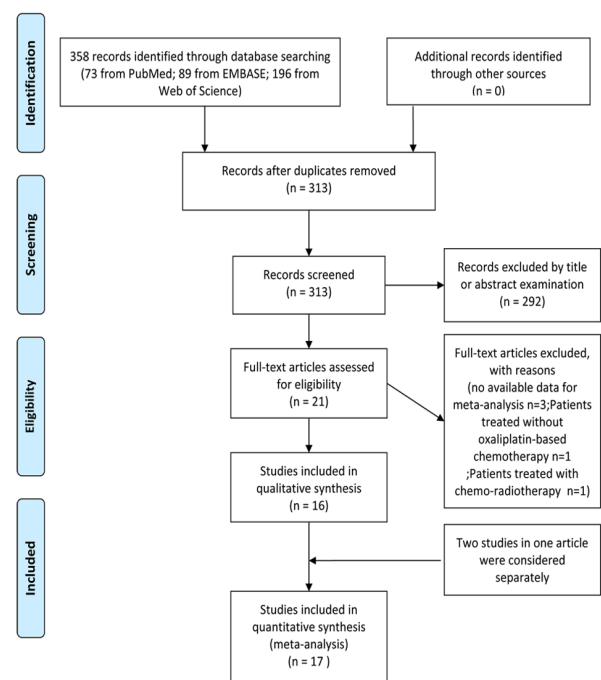 Identification
358 records identified through database searching
(73 from PubMed; 89 from EMBASE; 196 from
Web of Science)
Additional records identified
through other sources
(n = 0)
Records after duplicates removed
(n = 313)
Screening
Records screened
(n = 313)
Records excluded by title
or abstract examination
(n = 292)
Eligibility
Full-text articles assessed
for eligibility
(n = 21)
Full-text articles excluded,
with reasons
(no available data for
meta-analysis n=3;Patients
treated without
oxaliplatin-based
chemotherapy n=1
;Patients treated with
chemo-radiotherapy n=1)
Studies included in
qualitative synthesis
(n = 16)
Included
Two studies in one article
were considered
separately
Studies included in
quantitative synthesis
(meta-analysis)
(n = 17 )